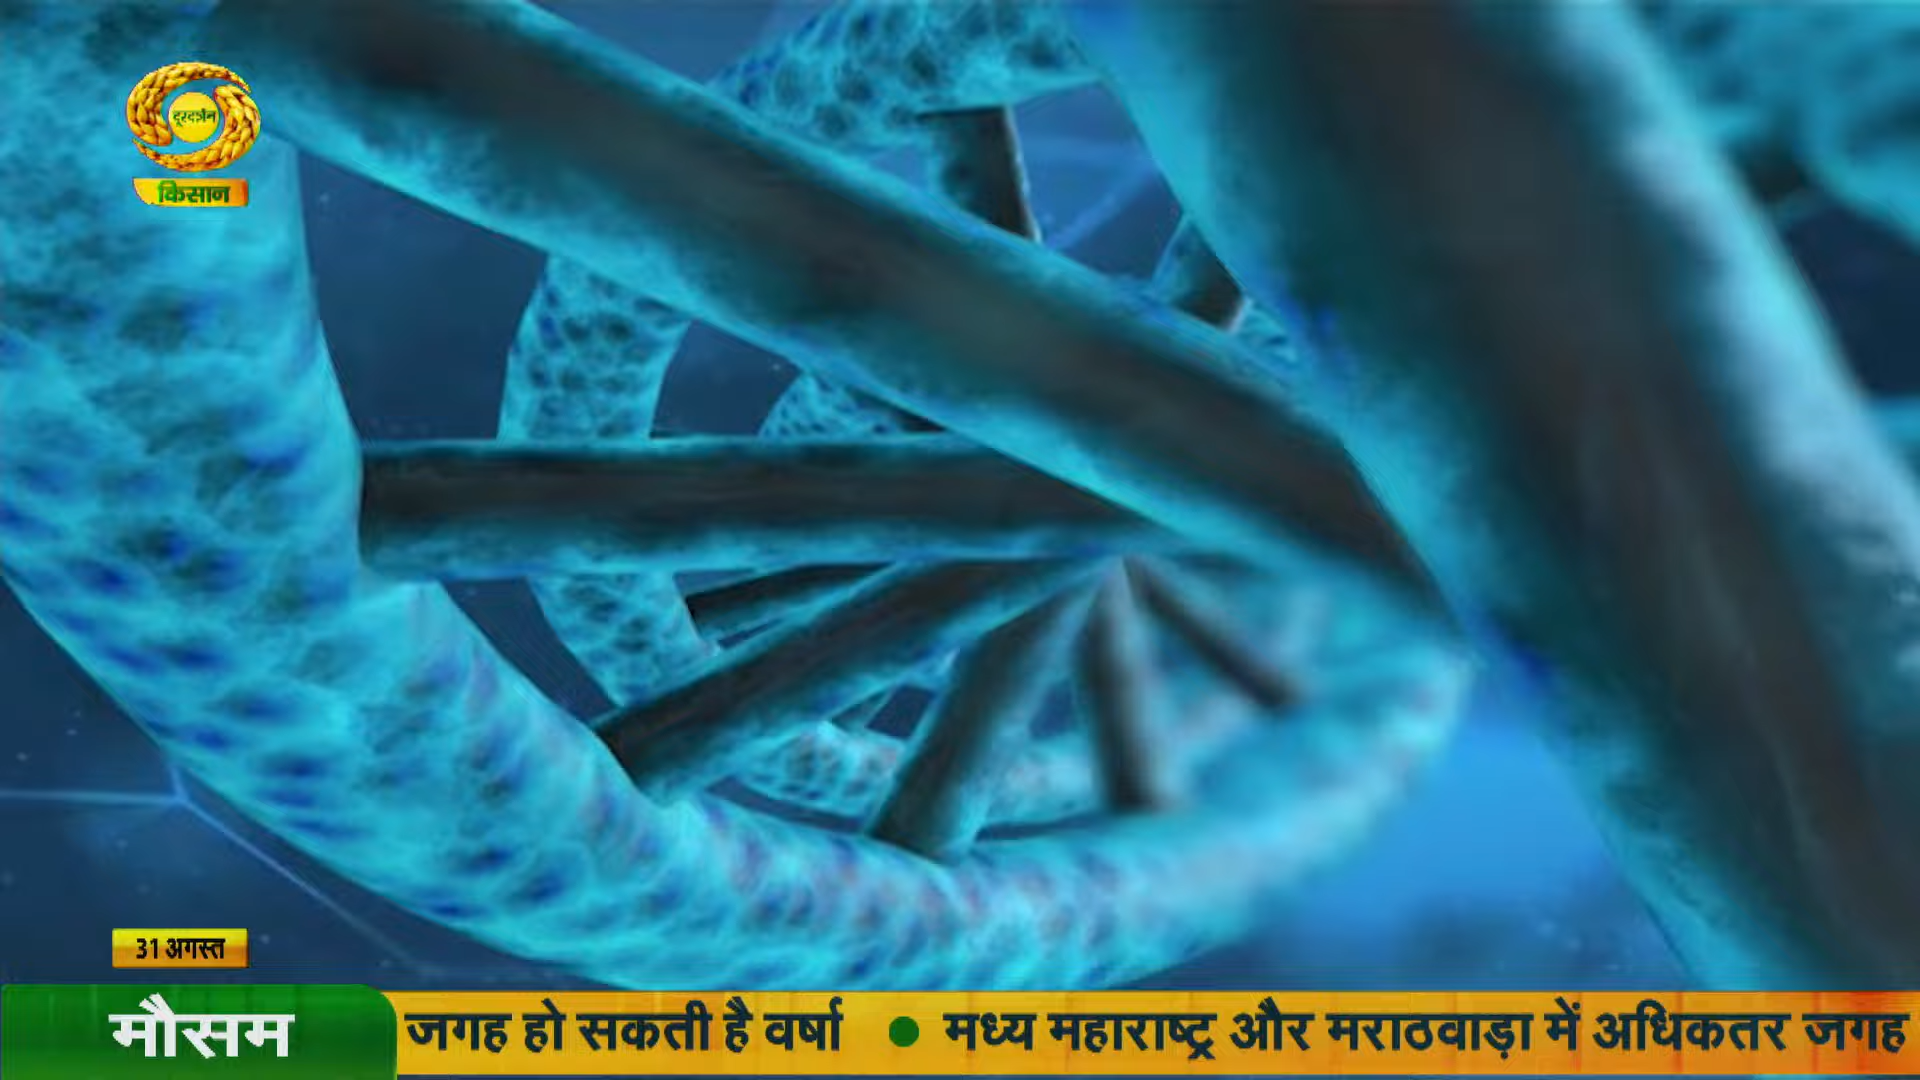 दूरदर्शन
किसान
31 अगस्त
मौसम
जगह हो सकती है वर्षा ● मध्य महाराष्ट्र और मराठवाड़ा में अधिकतर जगह